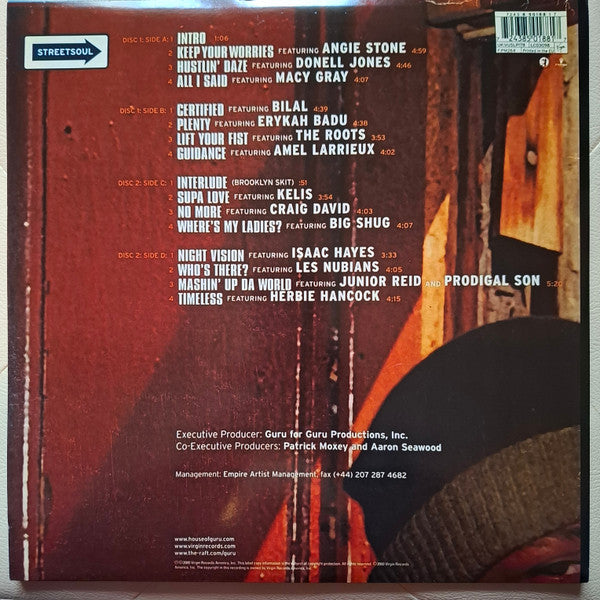 STREETSOUL
DISC 1: SIDE A: 1 INTRO 1:06
2 KEEP YOUR WORRIES FEATURING ANGIE STONE 4:59
3 HUSTLIN' DAZE FEATURING DONELL JONES 4:46
4 ALL I SAID FEATURING MACY GRAY 4:07
DISC 1: SIDE B: 1 CERTIFIED FEATURING BILAL 4:39
2 PLENTY FEATURING ERYKAH BADU 4:38
3 LIFT YOUR FIST FEATURING THE ROOTS 3:53
4 GUIDANCE FEATURING AMEL LARRIEUX 4:02
DISC 2: SIDE C: 1 INTERLUDE (BROOKLYN SKIT) :51
2 SUPA LOVE FEATURING KELIS 3:54
3 NO MORE FEATURING CRAIG DAVID 4:03
4 WHERE'S MY LADIES? FEATURING BIG SHUG 4:07
DISC 2: SIDE D: 1 NIGHT VISION FEATURING ISAAC HAYES 3:33
2 WHO'S THERE? FEATURING LES NUBIANS 4:05
3 MASHIN' UP DA WORLD FEATURING JUNIOR REID AND PRODIGAL SON 5:20
4 TIMELESS FEATURING HERBIE HANCOCK 4:15
Executive Producer: Guru for Guru Productions, Inc.
Co-Executive Producers: Patrick Moxey and Aaron Seawood
Management: Empire Artist Management, fax (+44) 207 287 4682
www.houseofguru.com
www.virginrecords.com
www.the-raft.com/guru